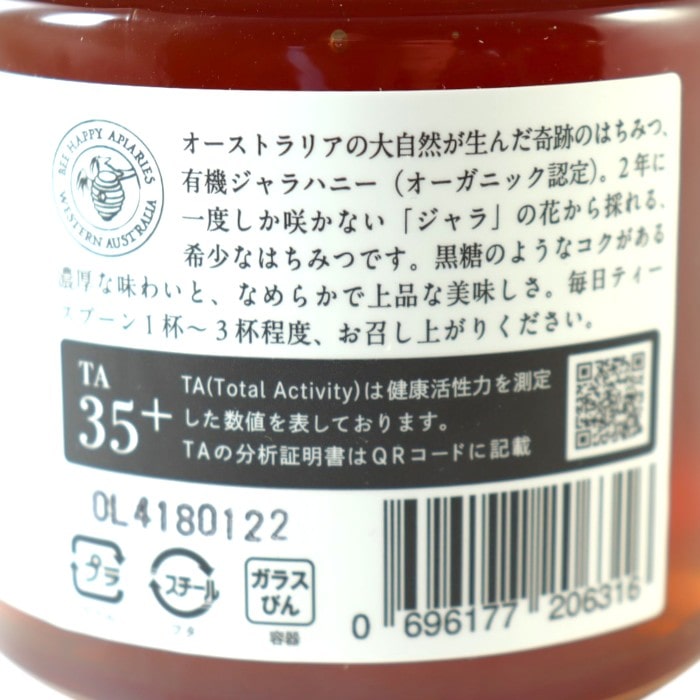 BEE HAPPY APIARIES
WESTERN AUSTRALIA
オーストラリアの大自然が生んだ奇跡のはちみつ、
有機ジャラハニー（オーガニック認定）。2年に
一度しか咲かない「ジャラ」の花から採れる、
希少なはちみつです。黒糖のようなコクがある
濃厚な味わいと、なめらかで上品な美味しさ。毎日ティー
スプーン1杯〜3杯程度、お召し上がりください。
TA
35+
TA(Total Activity)は健康活性力を測定
した数値を表しております。
TAの分析証明書はQRコードに記載
OL4180122
プラ
スチール
フタ
ガラス
びん
容器
0 696177 206316